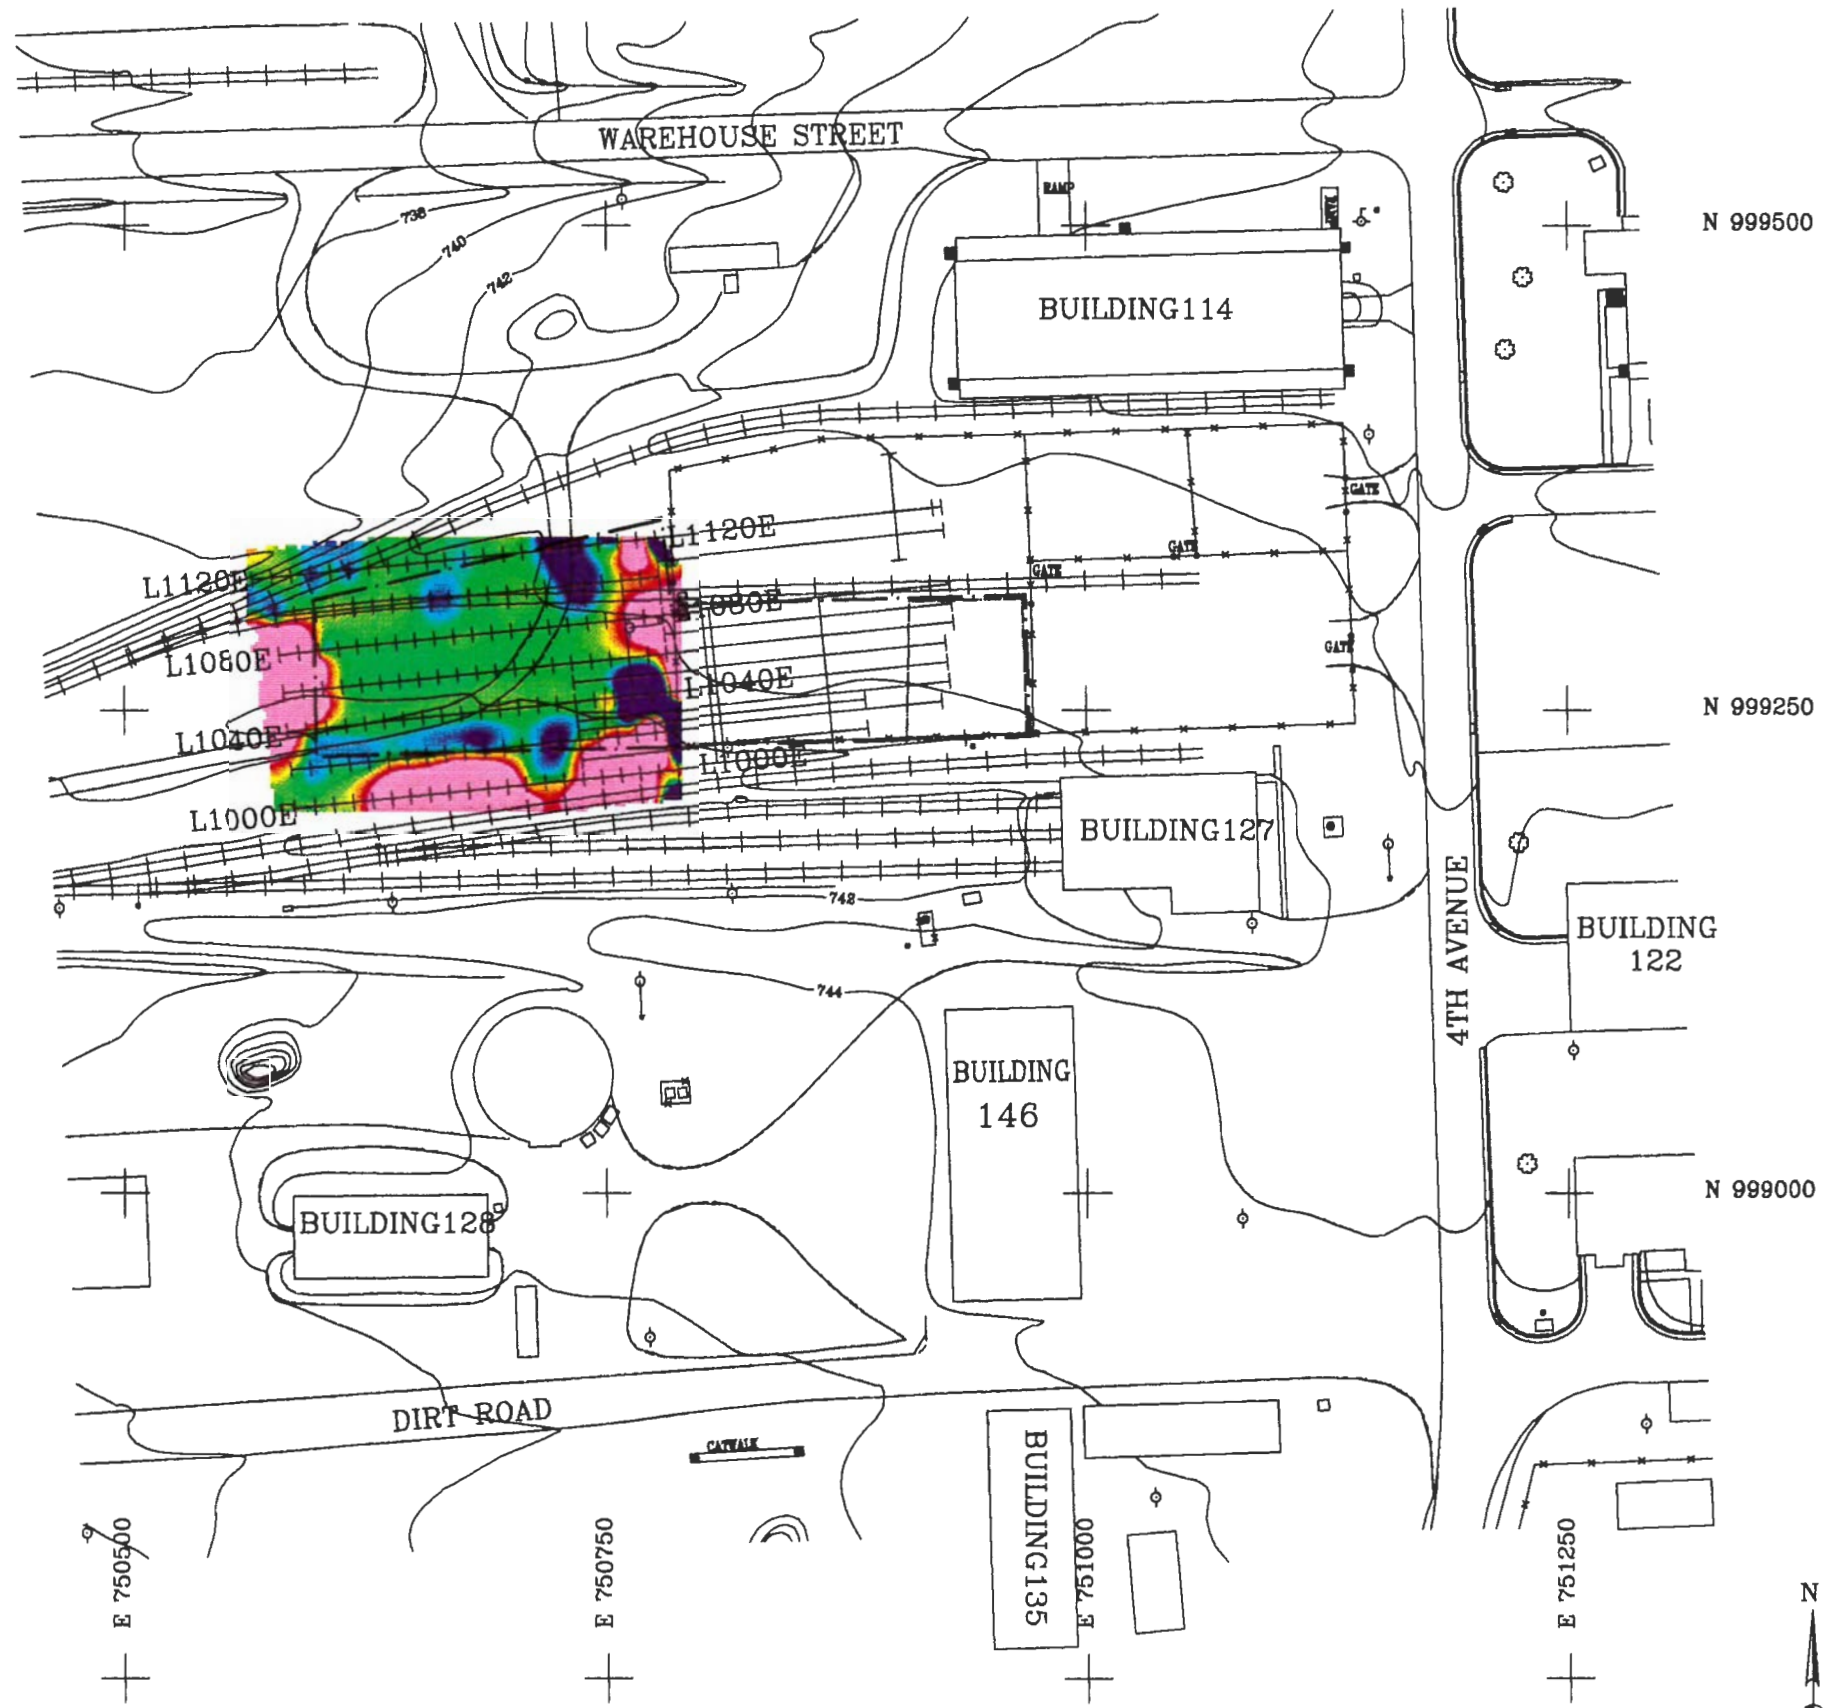 WAREHOUSE STREET
RAMP
RAMP
738
N 999500
740
742
BUILDING114
GATE
L1120E
GATE
GATE
L1120E
L1080E
GATE
L1080E
L1040E
N 999250
L1040E
L1000E
L1000E
BUILDING127
4TH AVENUE
742
BUILDING
122
744
BUILDING
146
N 999000
BUILDING128
DIRT ROAD
CATWALK
BUILDING135
E 750500
E 750750
E 751000
E 751250
N